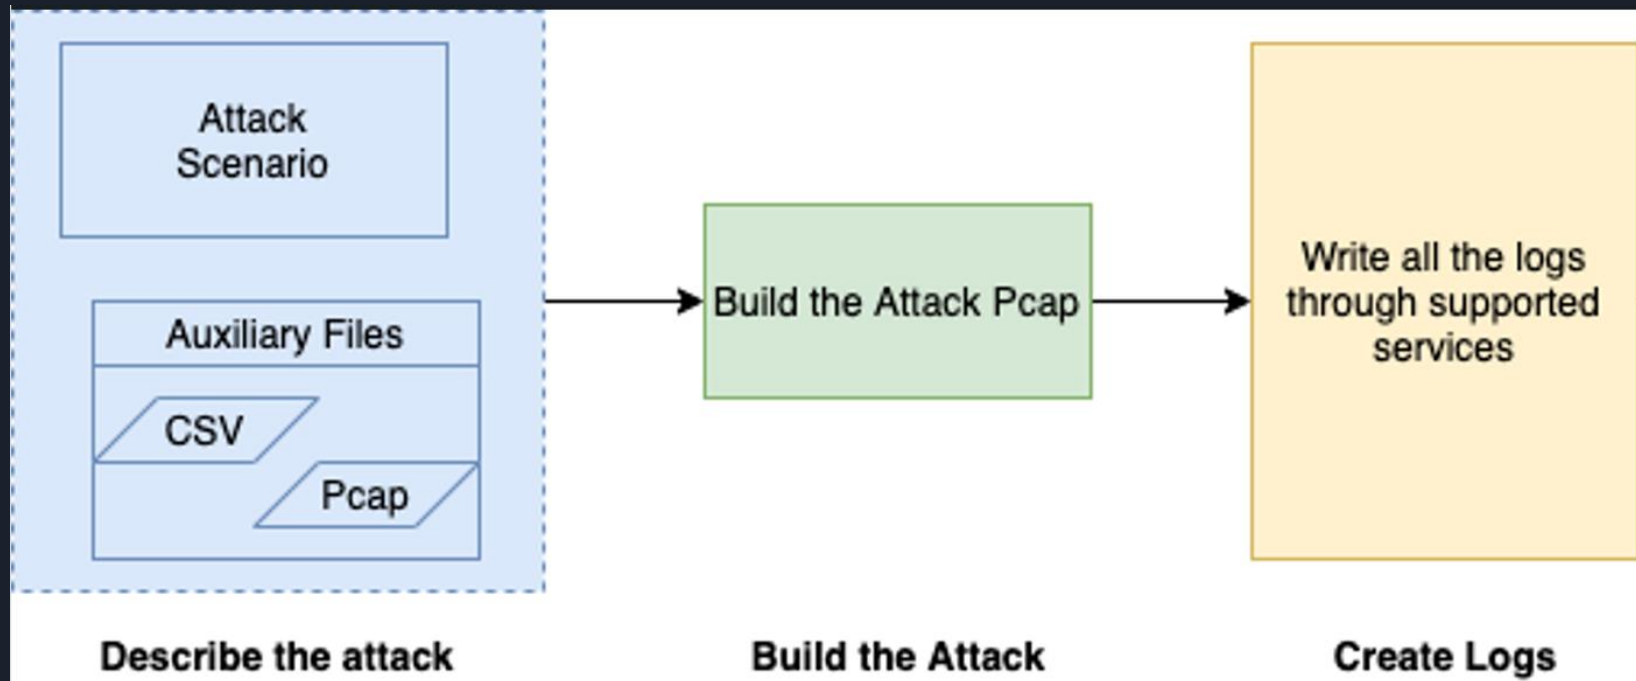 Attack
Scenario
Auxiliary Files
CSV
Pcap
Build the Attack Pcap
Write all the logs
through supported
services
Describe the attack
Build the Attack
Create Logs